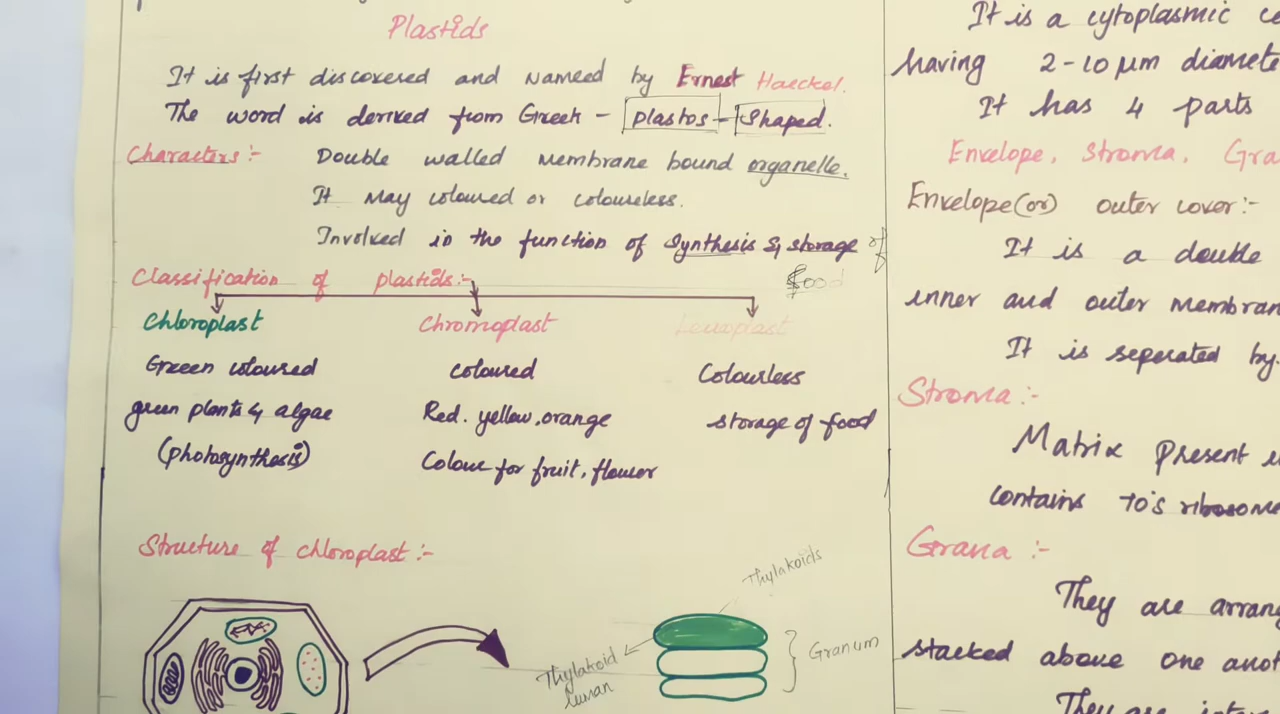 Plastids
It is first discovered and nameed by Ernest Haeckel.
The word is derived from Greek - plastos - Shaped.
Characters:- Double walled membrane bound organelle.
It may coloured or colourless.
Involved in the function of synthesis & storage of
food
Classification of plastids:-
Chloroplast Chromoplast Leucoplast
Green coloured coloured Colourless
green plants & algae Red. yellow, orange storage of food
(photosynthesis) Colour for fruit, flower
Structure of chloroplast:-
Thylakoids
Thylakoid
lumen
Granum
It is a cytoplasmic
having 2-10 μm
It has 4 parts
Envelope, Stroma,
Envelope (or) outer cover:-
It is a double
inner and outer
It is seperated by
Stroma:-
Matrix present
contains 70's
Grana:-
They are
stacked above one
They are